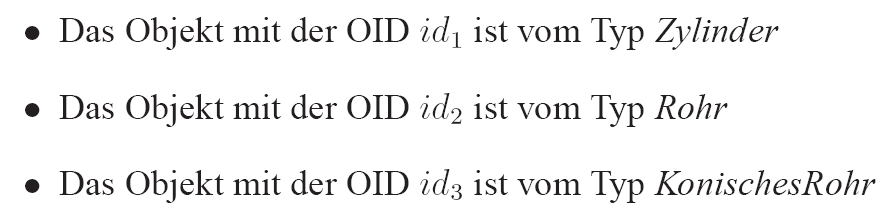 • Das Objekt mit der OID id₁ ist vom Typ Zylinder
• Das Objekt mit der OID id₂ ist vom Typ Rohr
• Das Objekt mit der OID id₃ ist vom Typ KonischesRohr